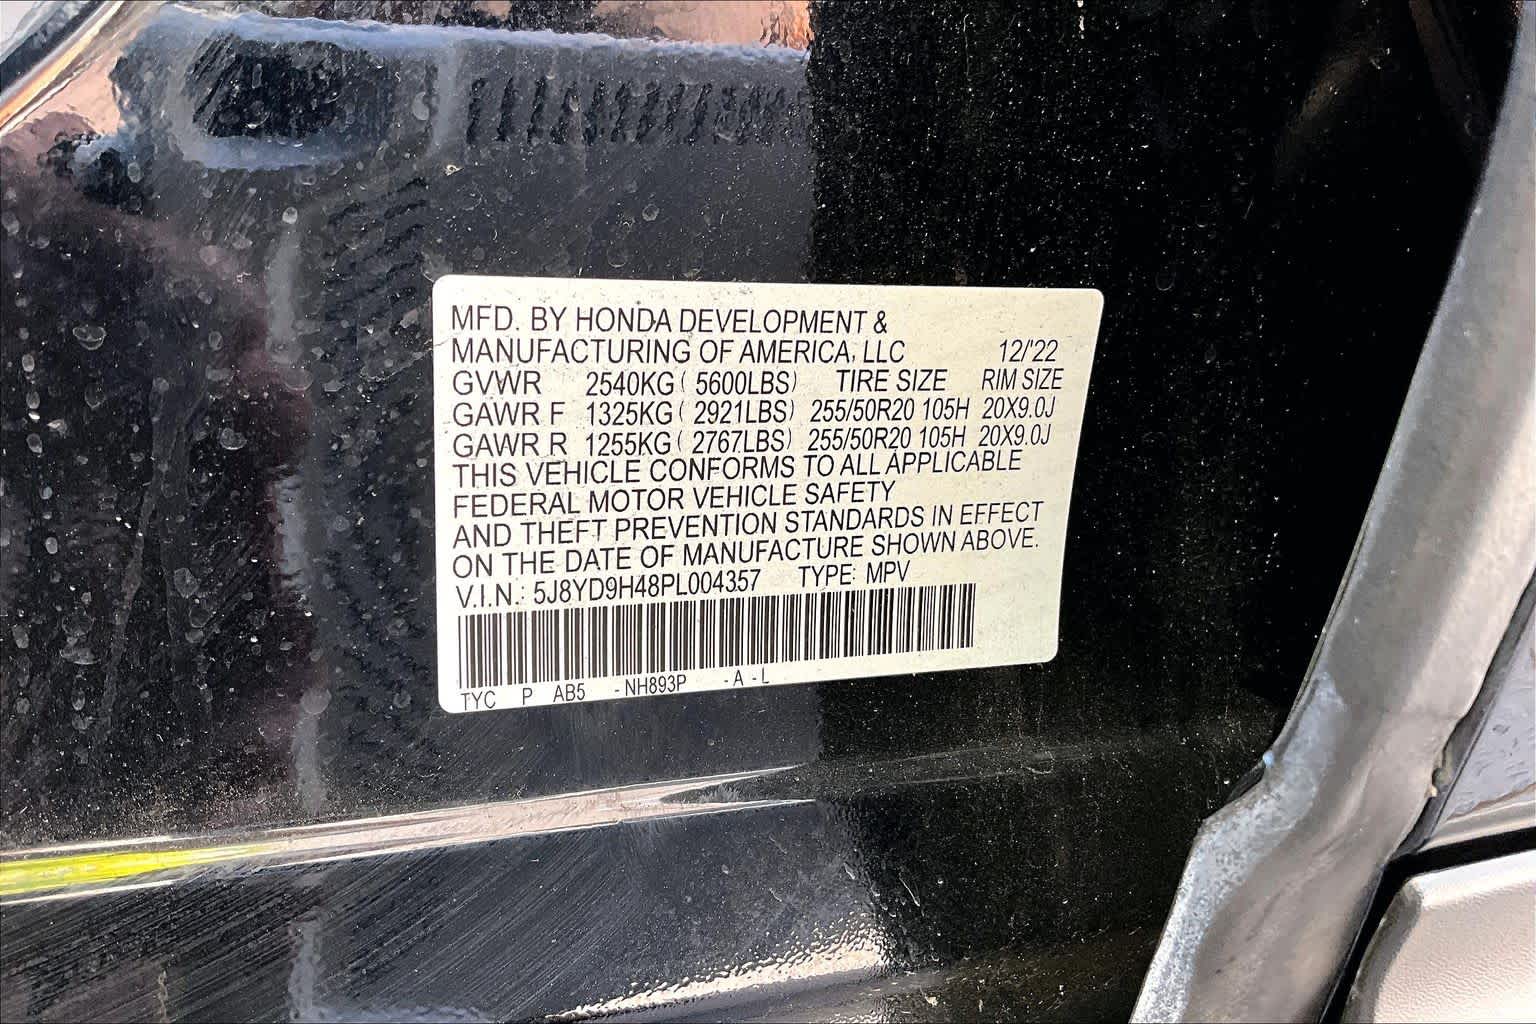 MFD. BY HONDA DEVELOPMENT &
MANUFACTURING OF AMERICA, LLC 12/'22
GVWR 2540KG ( 5600LBS) TIRE SIZE RIM SIZE
GAWR F 1325KG ( 2921LBS) 255/50R20 105H 20X9.0J
GAWR R 1255KG ( 2767LBS) 255/50R20 105H 20X9.0J
THIS VEHICLE CONFORMS TO ALL APPLICABLE
FEDERAL MOTOR VEHICLE SAFETY
AND THEFT PREVENTION STANDARDS IN EFFECT
ON THE DATE OF MANUFACTURE SHOWN ABOVE.
V.I.N.: 5J8YD9H48PL004357 TYPE: MPV
TYC P AB5 -NH893P -A -L